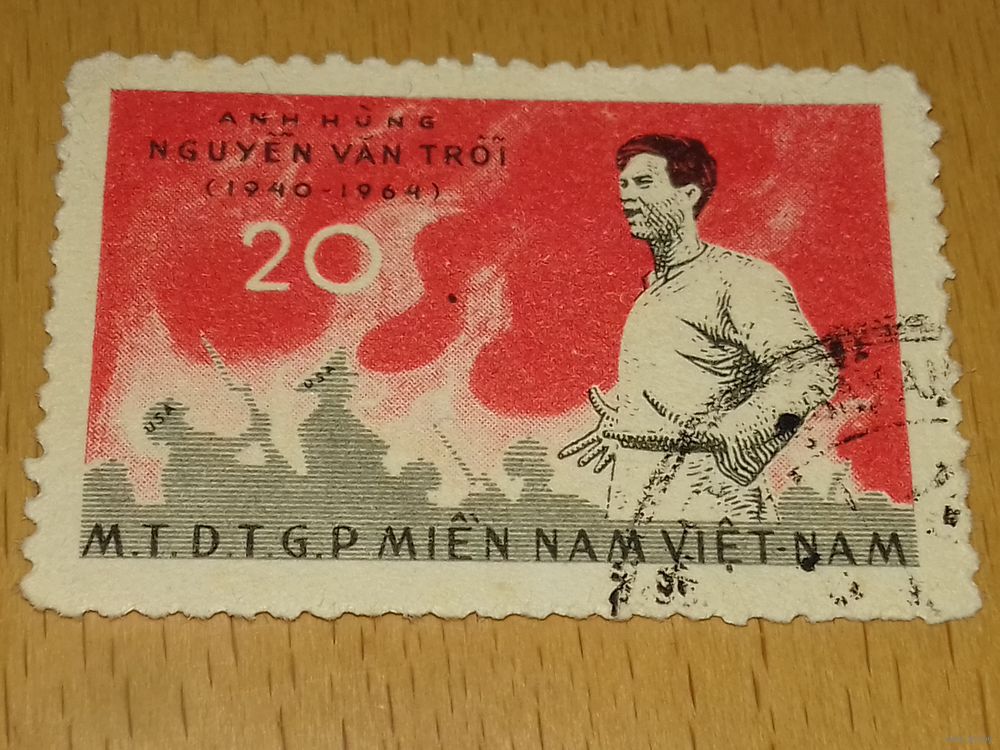 ANH HÙNG
NGUYỄN VĂN TRỖI
(1940-1964)
20
USA
USA
M.T.D.T.G.P MIỀN NAM VIỆT-NAM